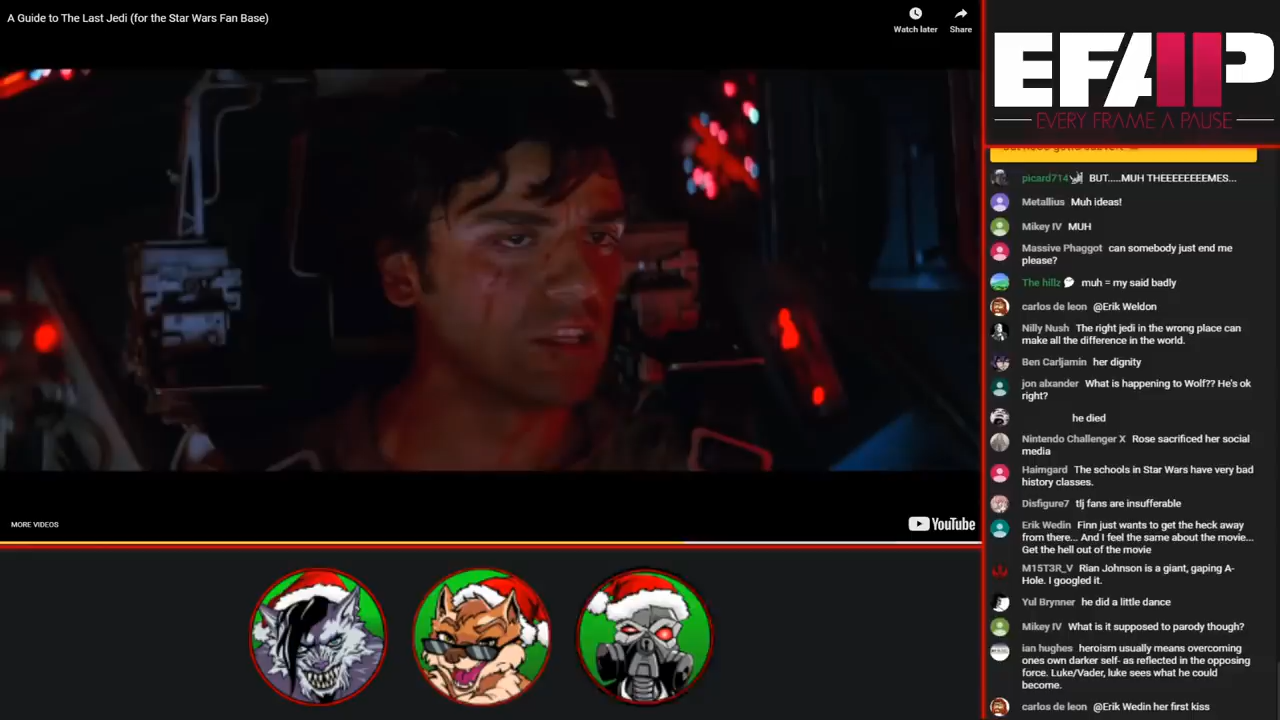 A Guide to The Last Jedi (for the Star Wars Fan Base)
Watch later
Share
MORE VIDEOS
YouTube
EFAP
EVERY FRAME A PAUSE
picard714 BUT.....MUH THEEEEEEEMES...
Metallius Muh ideas!
Mikey IV MUH
Massive Phaggot can somebody just end me
please?
The hillz muh = my said badly
carlos de leon @Erik Weldon
Nilly Nush The right jedi in the wrong place can
make all the difference in the world.
Ben Carljamin her dignity
jon alxander What is happening to Wolf?? He's ok
right?
he died
Nintendo Challenger X Rose sacrificed her social
media
Haimgard The schools in Star Wars have very bad
history classes.
Disfigure7 tlj fans are insufferable
Erik Wedin Finn just wants to get the heck away
from there... And I feel the same about the movie...
Get the hell out of the movie
M15T3R_V Rian Johnson is a giant, gaping A-
Hole. I googled it.
Yul Brynner he did a little dance
Mikey IV What is it supposed to parody though?
ian hughes heroism usually means overcoming
ones own darker self- as reflected in the opposing
force. Luke/Vader, luke sees what he could
become.
carlos de leon @Erik Wedin her first kiss